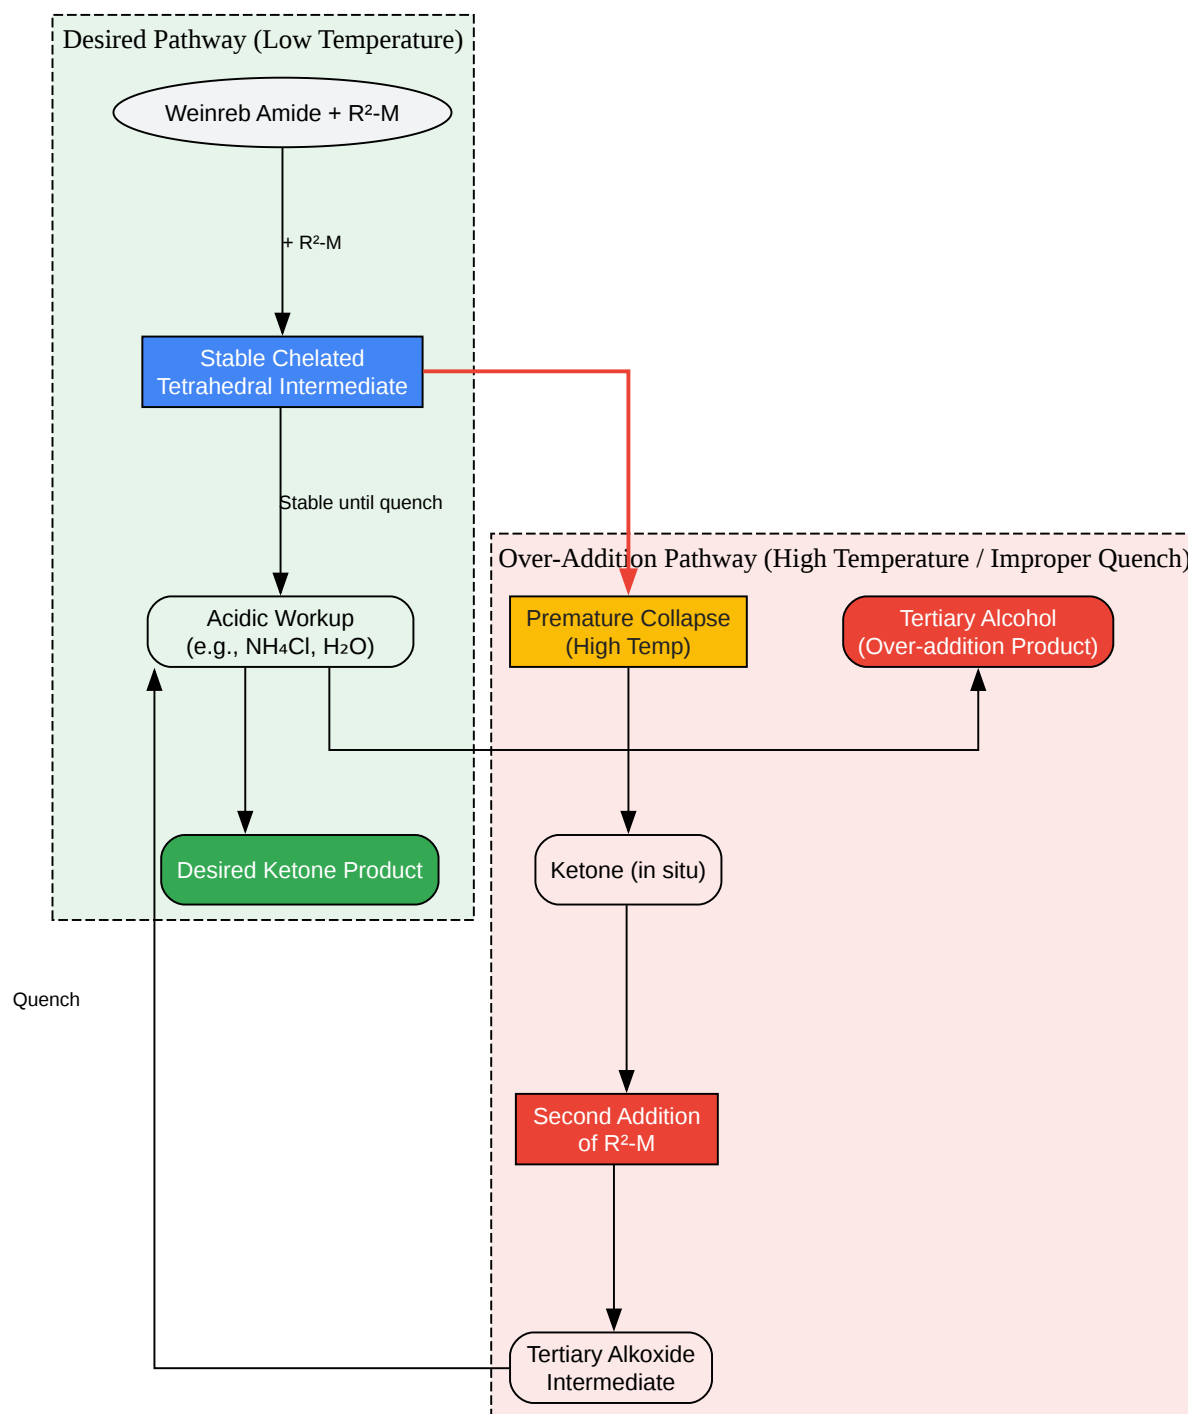 Desired Pathway (Low Temperature)
Weinreb Amide + R²-M
+ R²-M
Stable Chelated
Tetrahedral Intermediate
Stable until quench
Over-Addition Pathway (High Temperature / Improper Quench)
Acidic Workup
(e.g., NH₄Cl, H₂O)
Premature Collapse
(High Temp)
Tertiary Alcohol
(Over-addition Product)
Desired Ketone Product
Ketone (in situ)
Quench
Second Addition
of R²-M
Tertiary Alkoxide
Intermediate